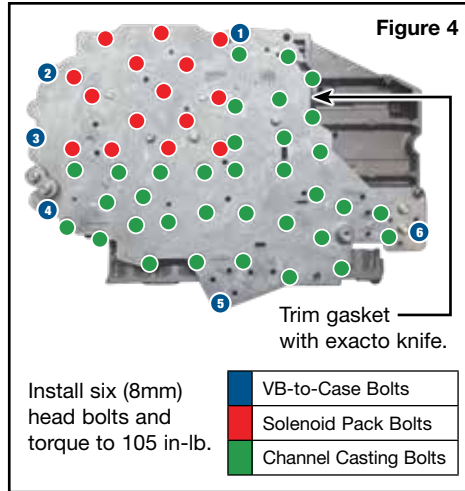 Figure 4
1
2
3
4
5
6
Trim gasket
with exacto knife.
Install six (8mm)
head bolts and
torque to 105 in-lb.
VB-to-Case Bolts
Solenoid Pack Bolts
Channel Casting Bolts